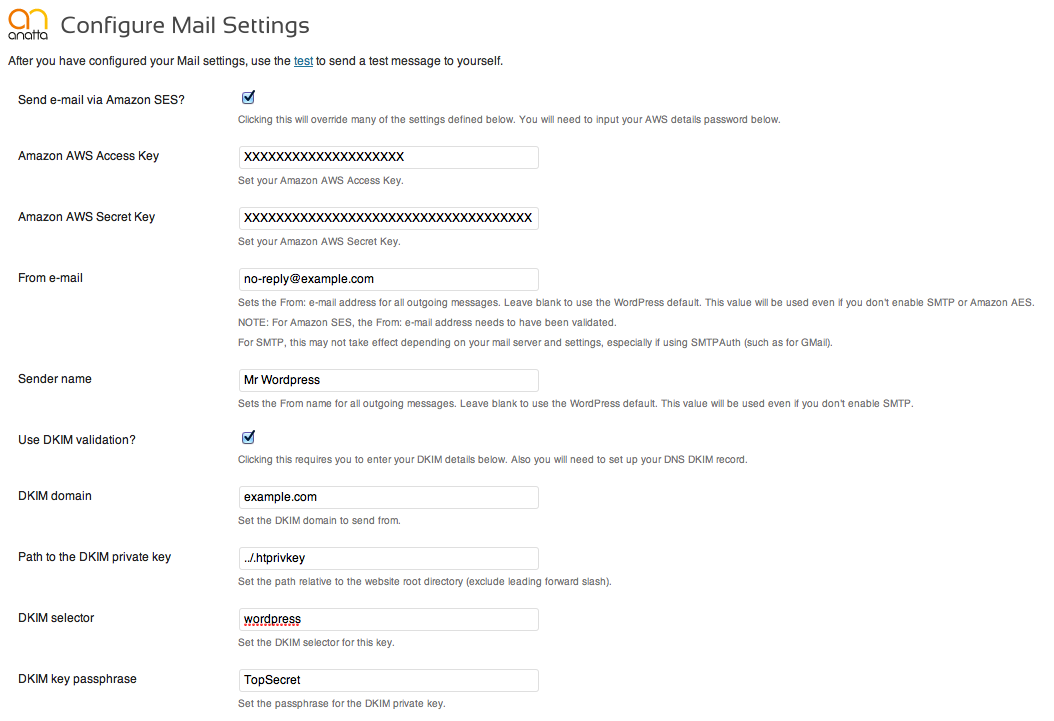 anatta
Configure Mail Settings
After you have configured your Mail settings, use the test to send a test message to yourself.
Send e-mail via Amazon SES?
Clicking this will override many of the settings defined below. You will need to input your AWS details password below.
Amazon AWS Access Key
XXXXXXXXXXXXXXXXXXXX
Set your Amazon AWS Access Key.
Amazon AWS Secret Key
XXXXXXXXXXXXXXXXXXXXXXXXXXXXXXXXXXXX
Set your Amazon AWS Secret Key.
From e-mail
no-reply@example.com
Sets the From: e-mail address for all outgoing messages. Leave blank to use the WordPress default. This value will be used even if you don't enable SMTP or Amazon AES.
NOTE: For Amazon SES, the From: e-mail address needs to have been validated.
For SMTP, this may not take effect depending on your mail server and settings, especially if using SMTPAuth (such as for GMail).
Sender name
Mr Wordpress
Sets the From name for all outgoing messages. Leave blank to use the WordPress default. This value will be used even if you don't enable SMTP.
Use DKIM validation?
Clicking this requires you to enter your DKIM details below. Also you will need to set up your DNS DKIM record.
DKIM domain
example.com
Set the DKIM domain to send from.
Path to the DKIM private key
../.htprivkey
Set the path relative to the website root directory (exclude leading forward slash).
DKIM selector
wordpress
Set the DKIM selector for this key.
DKIM key passphrase
TopSecret
Set the passphrase for the DKIM private key.